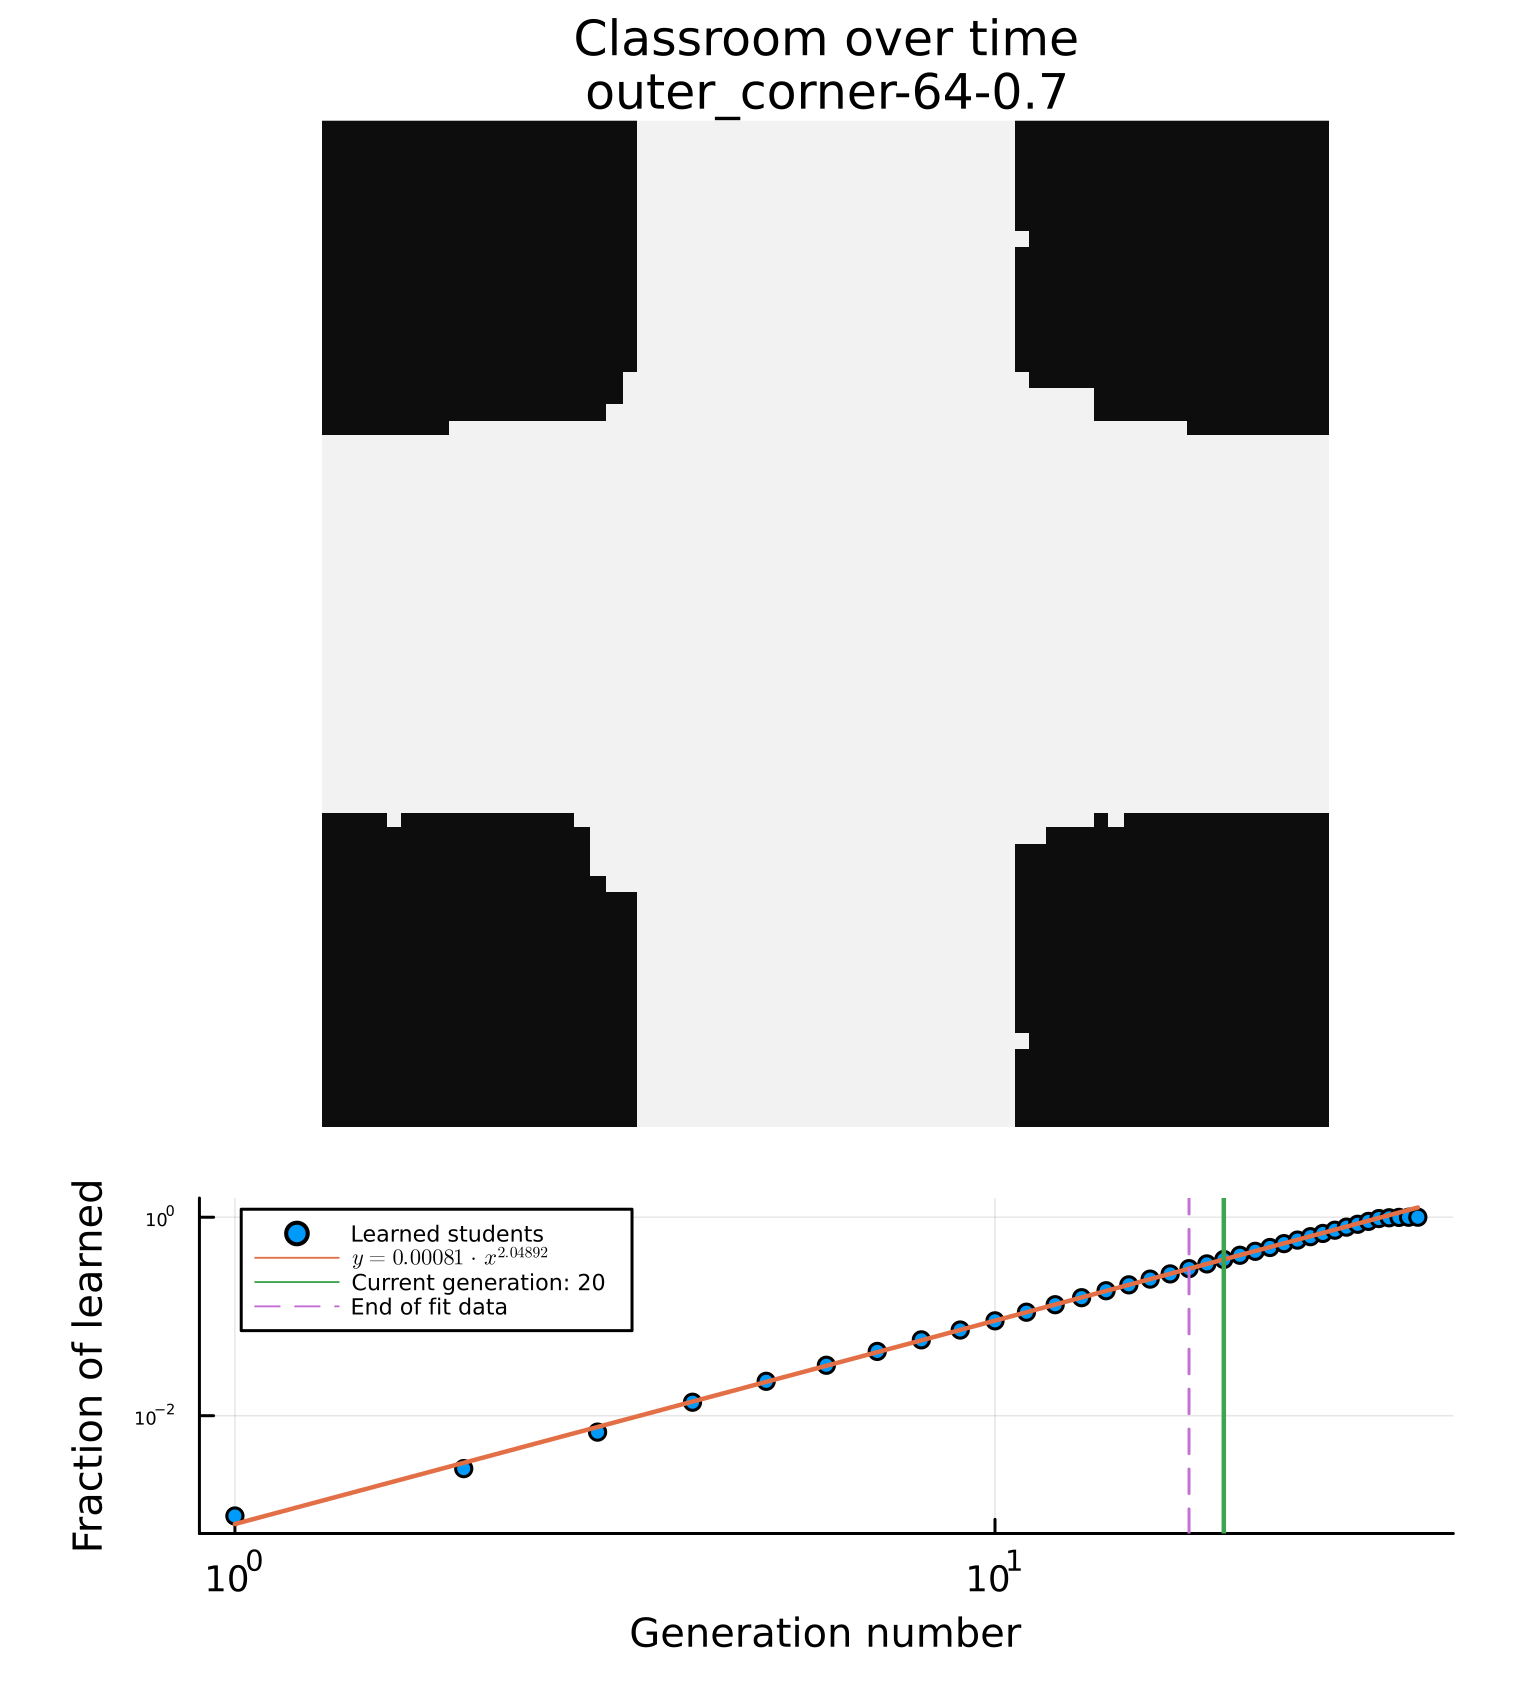 Classroom over time
outer_corner-64-0.7
Fraction of learned
10^0
10^-2
Learned students
y = 0.00081 · x^2.04892
Current generation: 20
End of fit data
10^0
10^1
Generation number